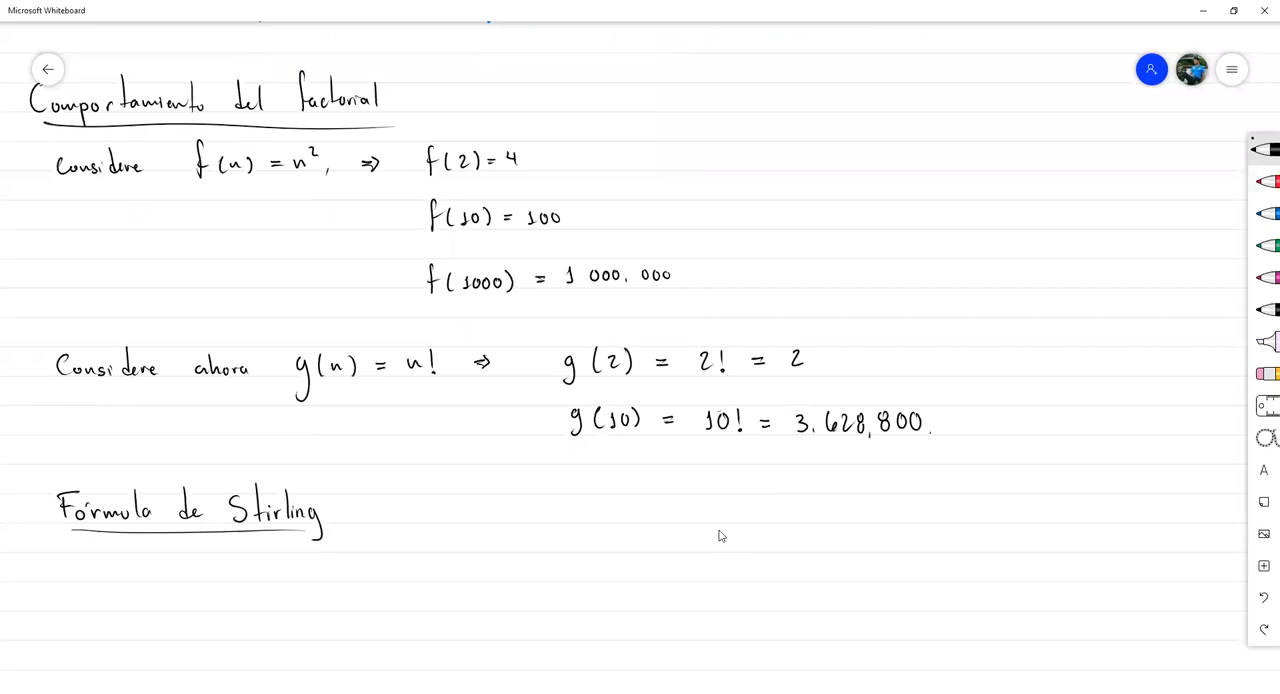 Microsoft Whiteboard
Comportamiento del factorial
Considere f(n) = n², ⇒ f(2) = 4
f(10) = 100
f(1000) = 1 000, 000
Considere ahora g(n) = n! ⇒ g(2) = 2! = 2
g(10) = 10! = 3,628,800.
Fórmula de Stirling
A